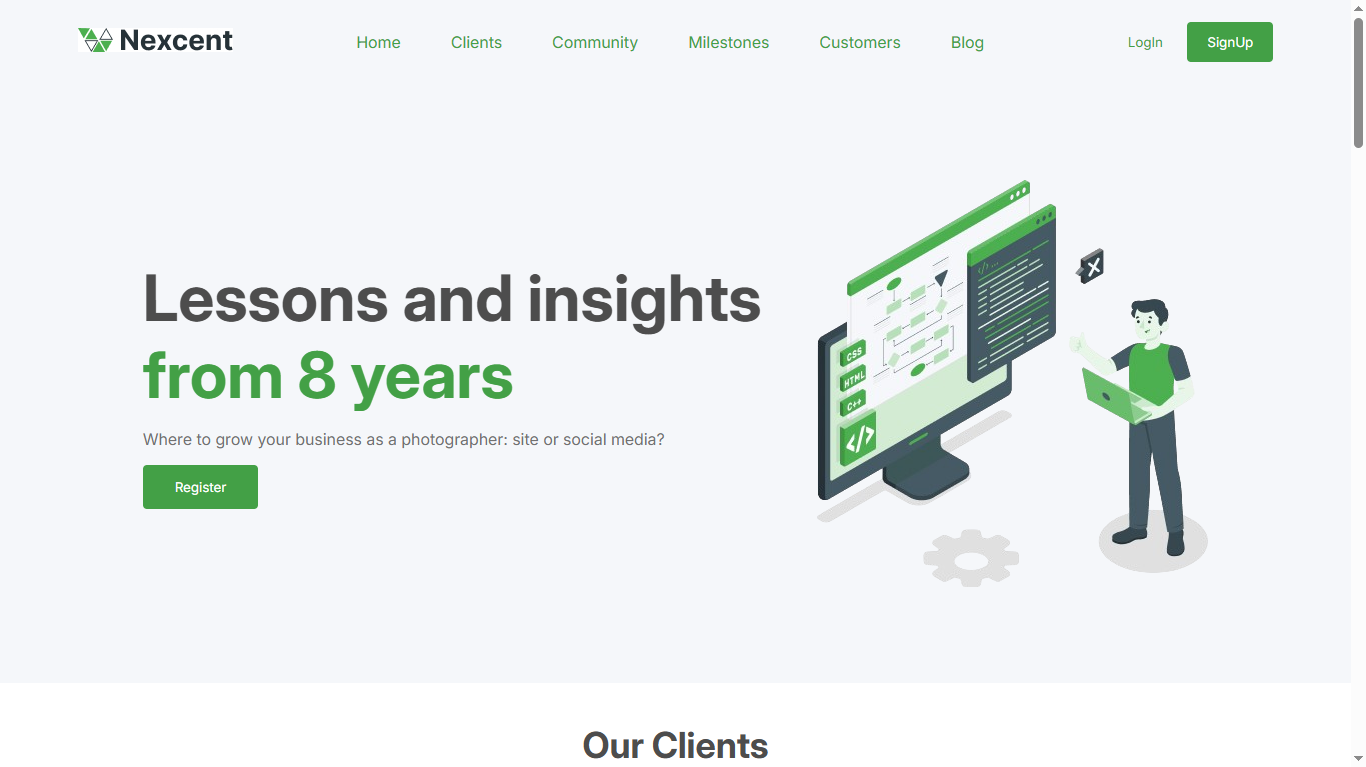 Nexcent
Home
Clients
Community
Milestones
Customers
Blog
LogIn
SignUp
Lessons and insights
from 8 years
Where to grow your business as a photographer: site or social media?
Register
CSS
HTML
C++
</>
</>...
X
Our Clients